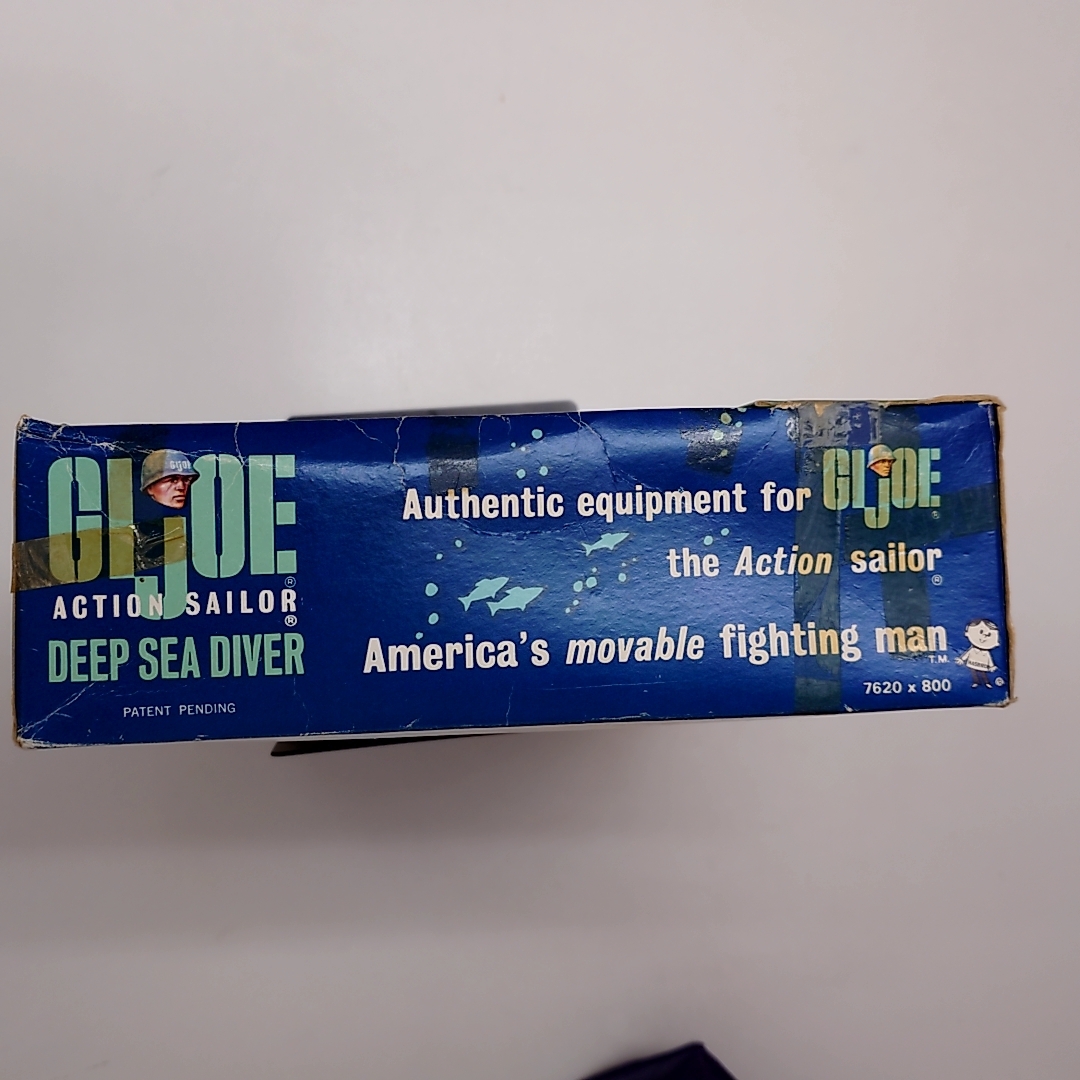 GI JOE
®
ACTION SAILOR
®
DEEP SEA DIVER
PATENT PENDING
Authentic equipment for GI JOE
®
the Action sailor
®
America's movable fighting man
T.M.
7620 x 800
®